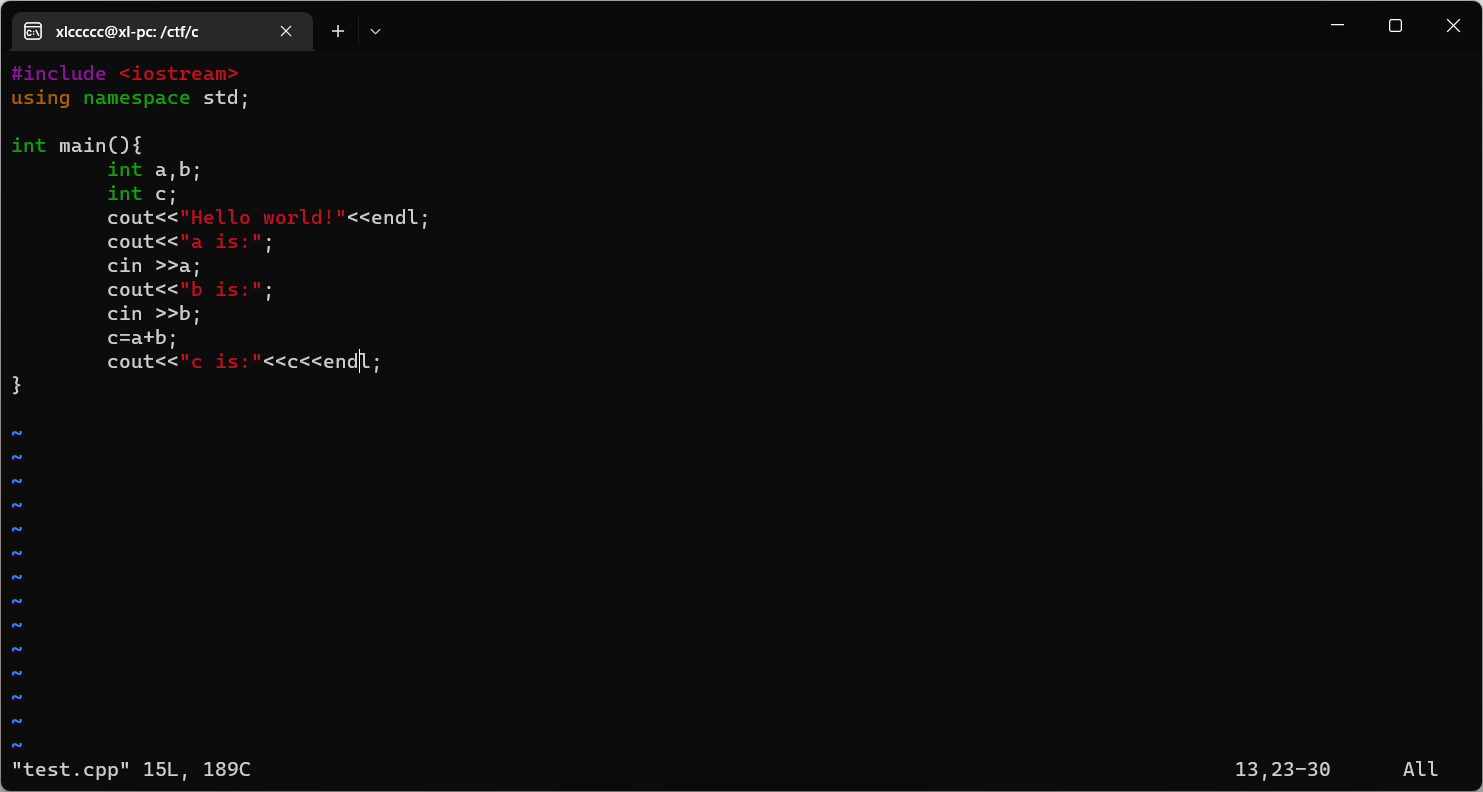 xlccccc@xl-pc: /ctf/c
#include <iostream>
using namespace std;

int main(){
        int a,b;
        int c;
        cout<<"Hello world!"<<endl;
        cout<<"a is:";
        cin >>a;
        cout<<"b is:";
        cin >>b;
        c=a+b;
        cout<<"c is:"<<c<<endl;
}

~
~
~
~
~
~
~
~
~
~
~
~
~
~
"test.cpp" 15L, 189C 13,23-30 All